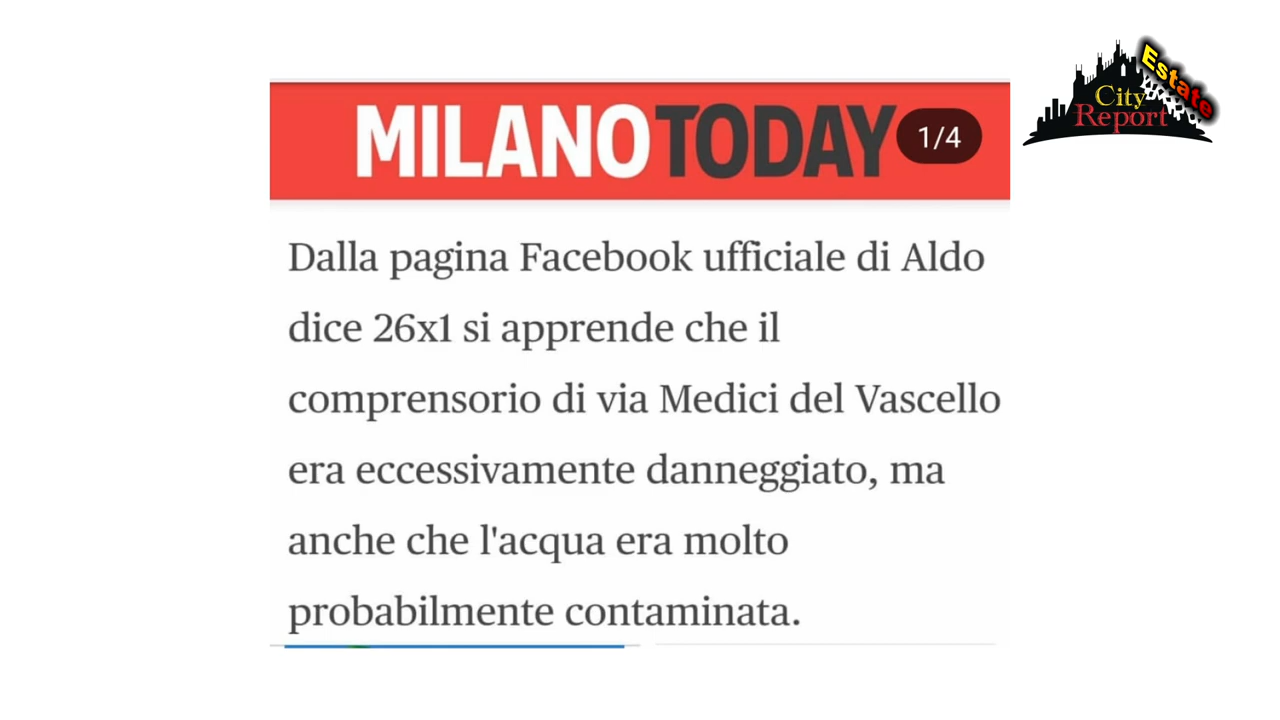 MILANOTODAY
1/4
City
Report
Estate
Dalla pagina Facebook ufficiale di Aldo
dice 26x1 si apprende che il
comprensorio di via Medici del Vascello
era eccessivamente danneggiato, ma
anche che l'acqua era molto
probabilmente contaminata.